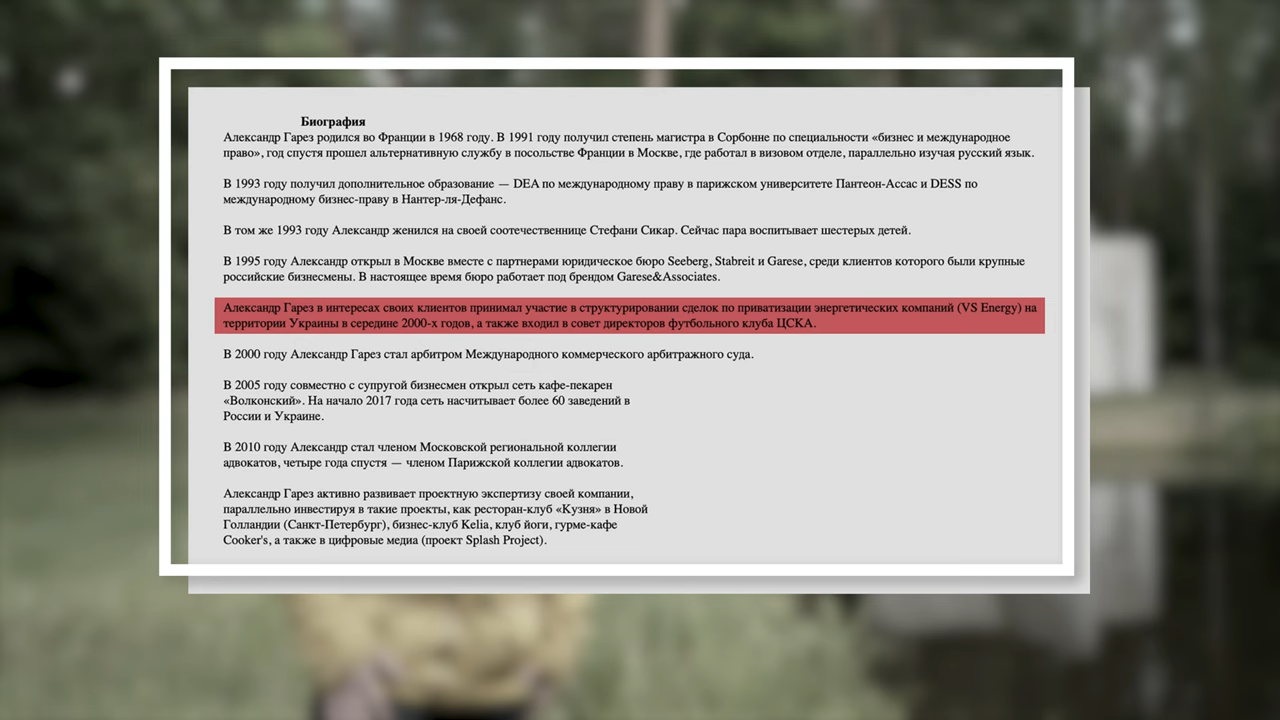 Биография
Александр Гарез родился во Франции в 1968 году. В 1991 году получил степень магистра в Сорбонне по специальности «бизнес и международное
право», год спустя прошел альтернативную службу в посольстве Франции в Москве, где работал в визовом отделе, параллельно изучая русский язык.
В 1993 году получил дополнительное образование — DEA по международному праву в парижском университете Пантеон-Ассас и DESS по
международному бизнес-праву в Нантер-ля-Дефанс.
В том же 1993 году Александр женился на своей соотечественнице Стефани Сикар. Сейчас пара воспитывает шестерых детей.
В 1995 году Александр открыл в Москве вместе с партнерами юридическое бюро Seeberg, Stabreit и Garese, среди клиентов которого были крупные
российские бизнесмены. В настоящее время бюро работает под брендом Garese&Associates.
Александр Гарез в интересах своих клиентов принимал участие в структурировании сделок по приватизации энергетических компаний (VS Energy) на
территории Украины в середине 2000-х годов, а также входил в совет директоров футбольного клуба ЦСКА.
В 2000 году Александр Гарез стал арбитром Международного коммерческого арбитражного суда.
В 2005 году совместно с супругой бизнесмен открыл сеть кафе-пекарен
«Волконский». На начало 2017 года сеть насчитывает более 60 заведений в
России и Украине.
В 2010 году Александр стал членом Московской региональной коллегии
адвокатов, четыре года спустя — членом Парижской коллегии адвокатов.
Александр Гарез активно развивает проектную экспертизу своей компании,
параллельно инвестируя в такие проекты, как ресторан-клуб «Кузня» в Новой
Голландии (Санкт-Петербург), бизнес-клуб Kelia, клуб йоги, гурме-кафе
Cooker's, а также в цифровые медиа (проект Splash Project).